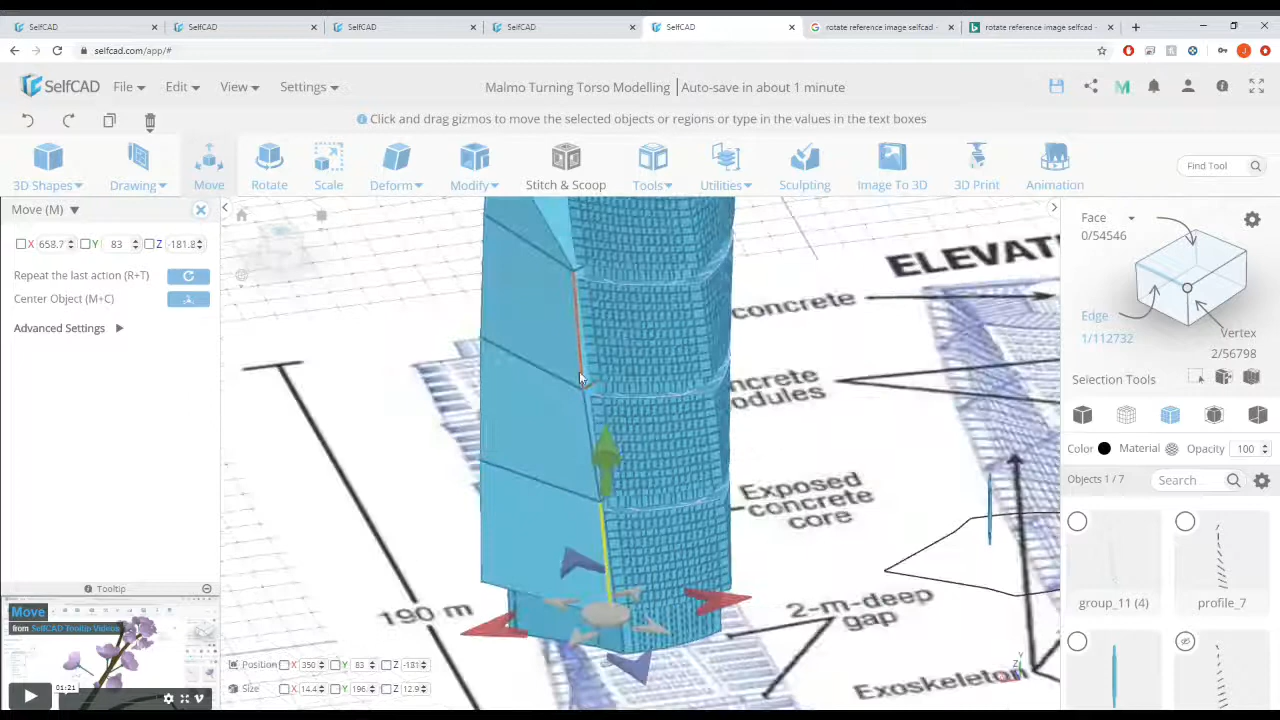 SelfCAD
SelfCAD
SelfCAD
SelfCAD
SelfCAD
rotate reference image selfcad -
rotate reference image selfcad -
selfcad.com/app/#
SelfCAD
File
Edit
View
Settings
Malmo Turning Torso Modelling
Auto-save in about 1 minute
Click and drag gizmos to move the selected objects or regions or type in the values in the text boxes
3D Shapes
Drawing
Move
Rotate
Scale
Deform
Modify
Stitch & Scoop
Tools
Utilities
Sculpting
Image To 3D
3D Print
Animation
Find Tool
Move (M)
X 658.7 Y 83 Z -181.8
Repeat the last action (R+T)
Center Object (M+C)
Advanced Settings
Tooltip
Move
from SelfCAD Tooltip Videos
01:21
ELEVAT
concrete
ncrete
odules
Exposed
concrete
core
190 m
2-m-deep
gap
Exoskeleton
Position X 350 Y 83 Z -181
Size X 14.4 Y 196 Z 12.9
Face
0/54546
Edge
1/112732
Vertex
2/56798
Selection Tools
Color
Material
Opacity 100
Objects 1 / 7
Search...
group_11 (4)
profile_7